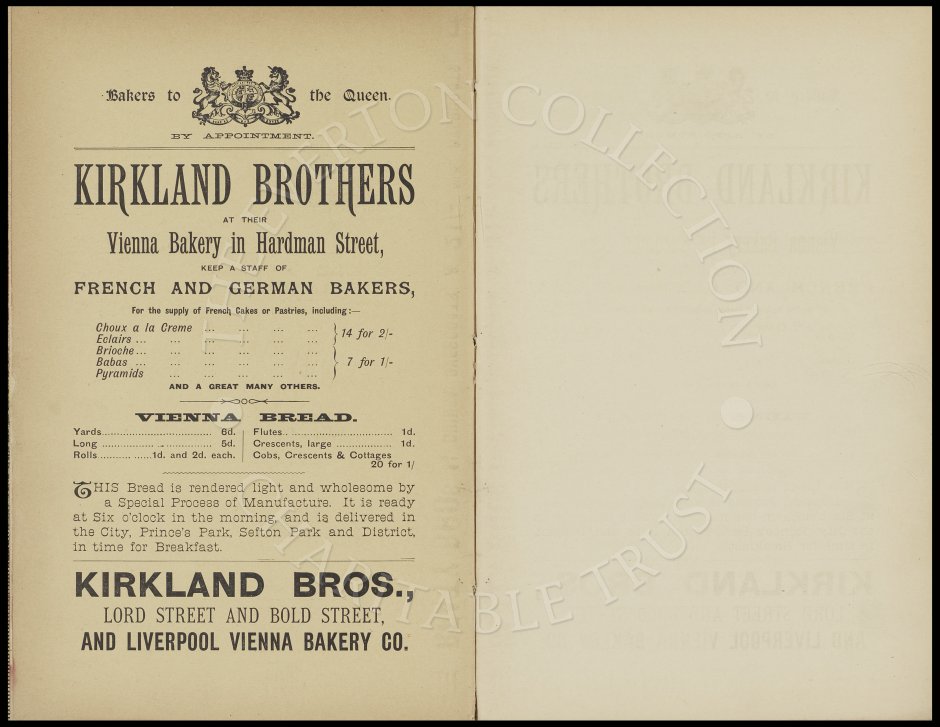 Bakers to the Queen.
BY APPOINTMENT.
KIRKLAND BROTHERS
AT THEIR
Vienna Bakery in Hardman Street,
KEEP A STAFF OF
FRENCH AND GERMAN BAKERS,
For the supply of French Cakes or Pastries, including :—
Choux a la Creme ... ... ... ...
Eclairs ... ... ... ... ... ...
14 for 2/-
Brioche ... ... ... ... ... ...
Babas ... ... ... ... ... ...
Pyramids ... ... ... ... ...
7 for 1/-
AND A GREAT MANY OTHERS.
VIENNA BREAD.
Yards.................................... 6d.
Long .................................... 5d.
Rolls...............1d. and 2d. each.
Flutes.................................... 1d.
Crescents, large .................. 1d.
Cobs, Crescents & Cottages
20 for 1/
THIS Bread is rendered light and wholesome by
a Special Process of Manufacture. It is ready
at Six o'clock in the morning, and is delivered in
the City, Prince's Park, Sefton Park and District,
in time for Breakfast.
KIRKLAND BROS.,
LORD STREET AND BOLD STREET,
AND LIVERPOOL VIENNA BAKERY CO.
ERTON COLLECTION
CHARITABLE TRUST